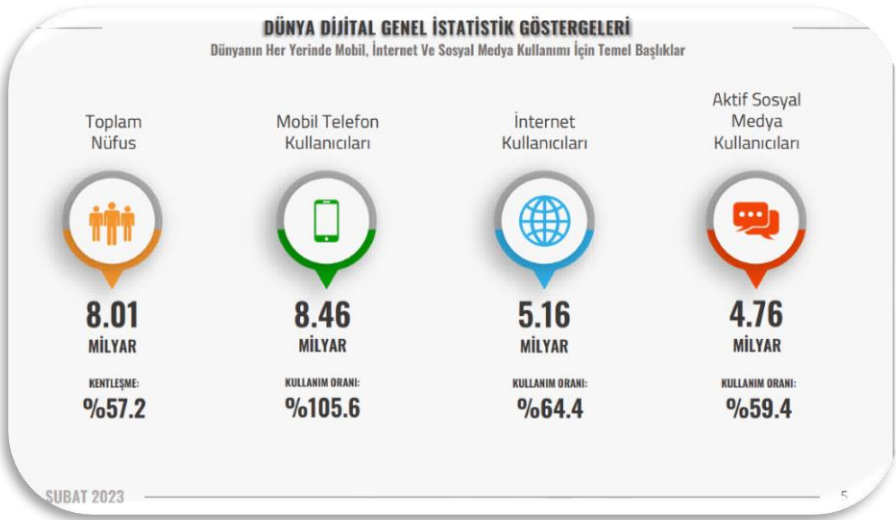 DÜNYA DİJİTAL GENEL İSTATİSTİK GÖSTERGELERİ
Dünyanın Her Yerinde Mobil, İnternet Ve Sosyal Medya Kullanımı İçin Temel Başlıklar
Toplam
Nüfus
8.01
MİLYAR
KENTLEŞME:
%57.2
Mobil Telefon
Kullanıcıları
8.46
MİLYAR
KULLANIM ORANI:
%105.6
İnternet
Kullanıcıları
5.16
MİLYAR
KULLANIM ORANI:
%64.4
Aktif Sosyal
Medya
Kullanıcıları
4.76
MİLYAR
KULLANIM ORANI:
%59.4
ŞUBAT 2023
5